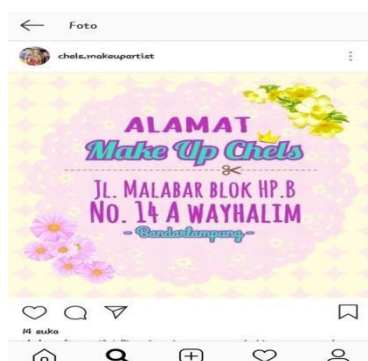 Foto
chels.makeupartist
ALAMAT
Make Up Chels
JL. MALABAR BLOK HP.B
NO. 14 A WAYHALIM
- Bandarlampung -
14 suka